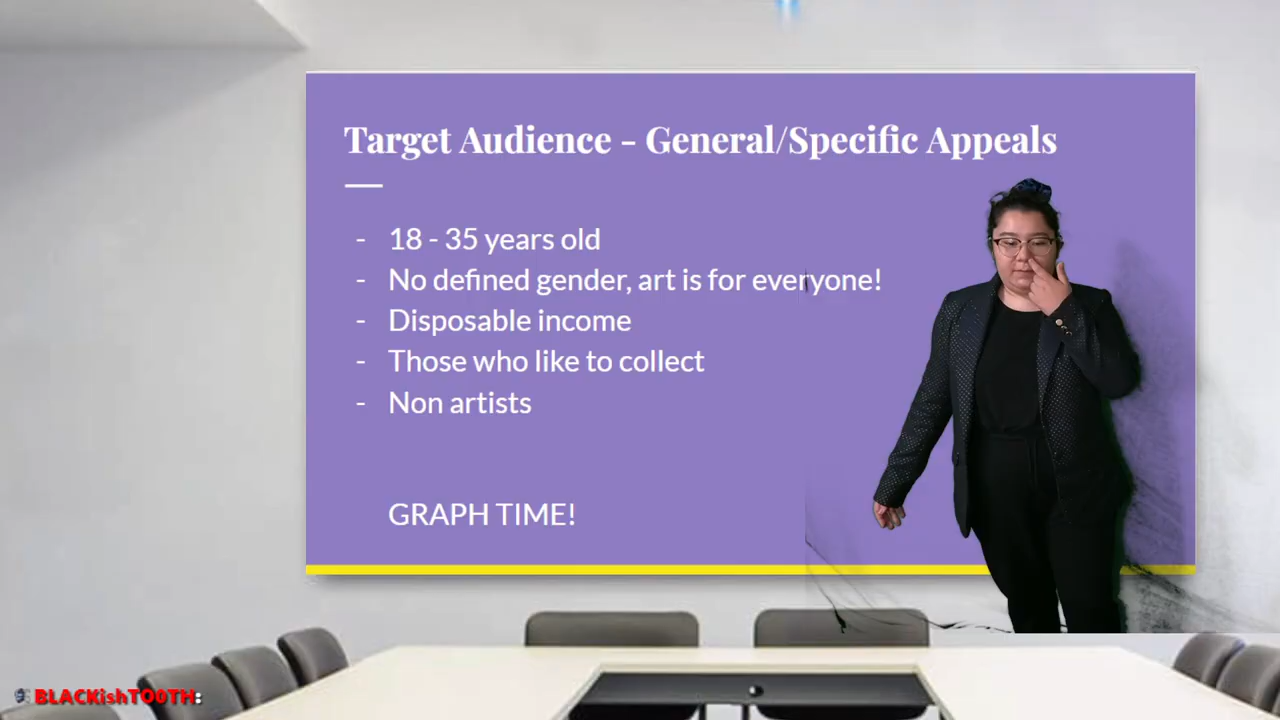 Target Audience - General/Specific Appeals
- 18 - 35 years old
- No defined gender, art is for everyone!
- Disposable income
- Those who like to collect
- Non artists
GRAPH TIME!
BLACKishTO0TH: